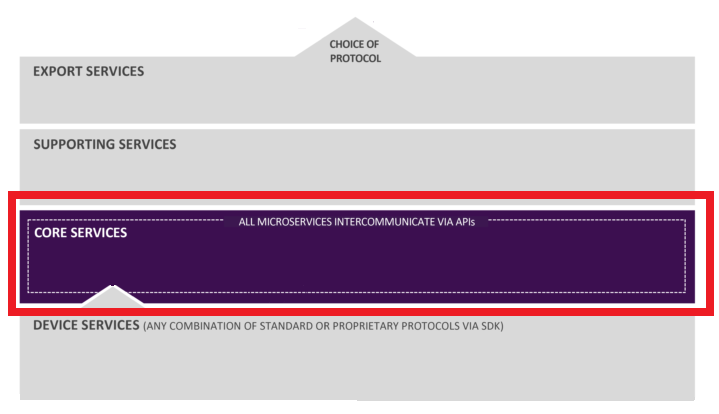 CHOICE OF
PROTOCOL
EXPORT SERVICES
SUPPORTING SERVICES
ALL MICROSERVICES INTERCOMMUNICATE VIA APIs
CORE SERVICES
DEVICE SERVICES (ANY COMBINATION OF STANDARD OR PROPRIETARY PROTOCOLS VIA SDK)